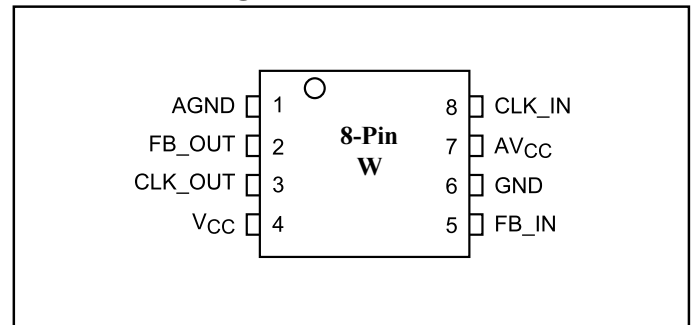 AGND 1 8 CLK_IN
8-Pin
FB_OUT 2 7 AVCC
W
CLK_OUT 3 6 GND
VCC 4 5 FB_IN